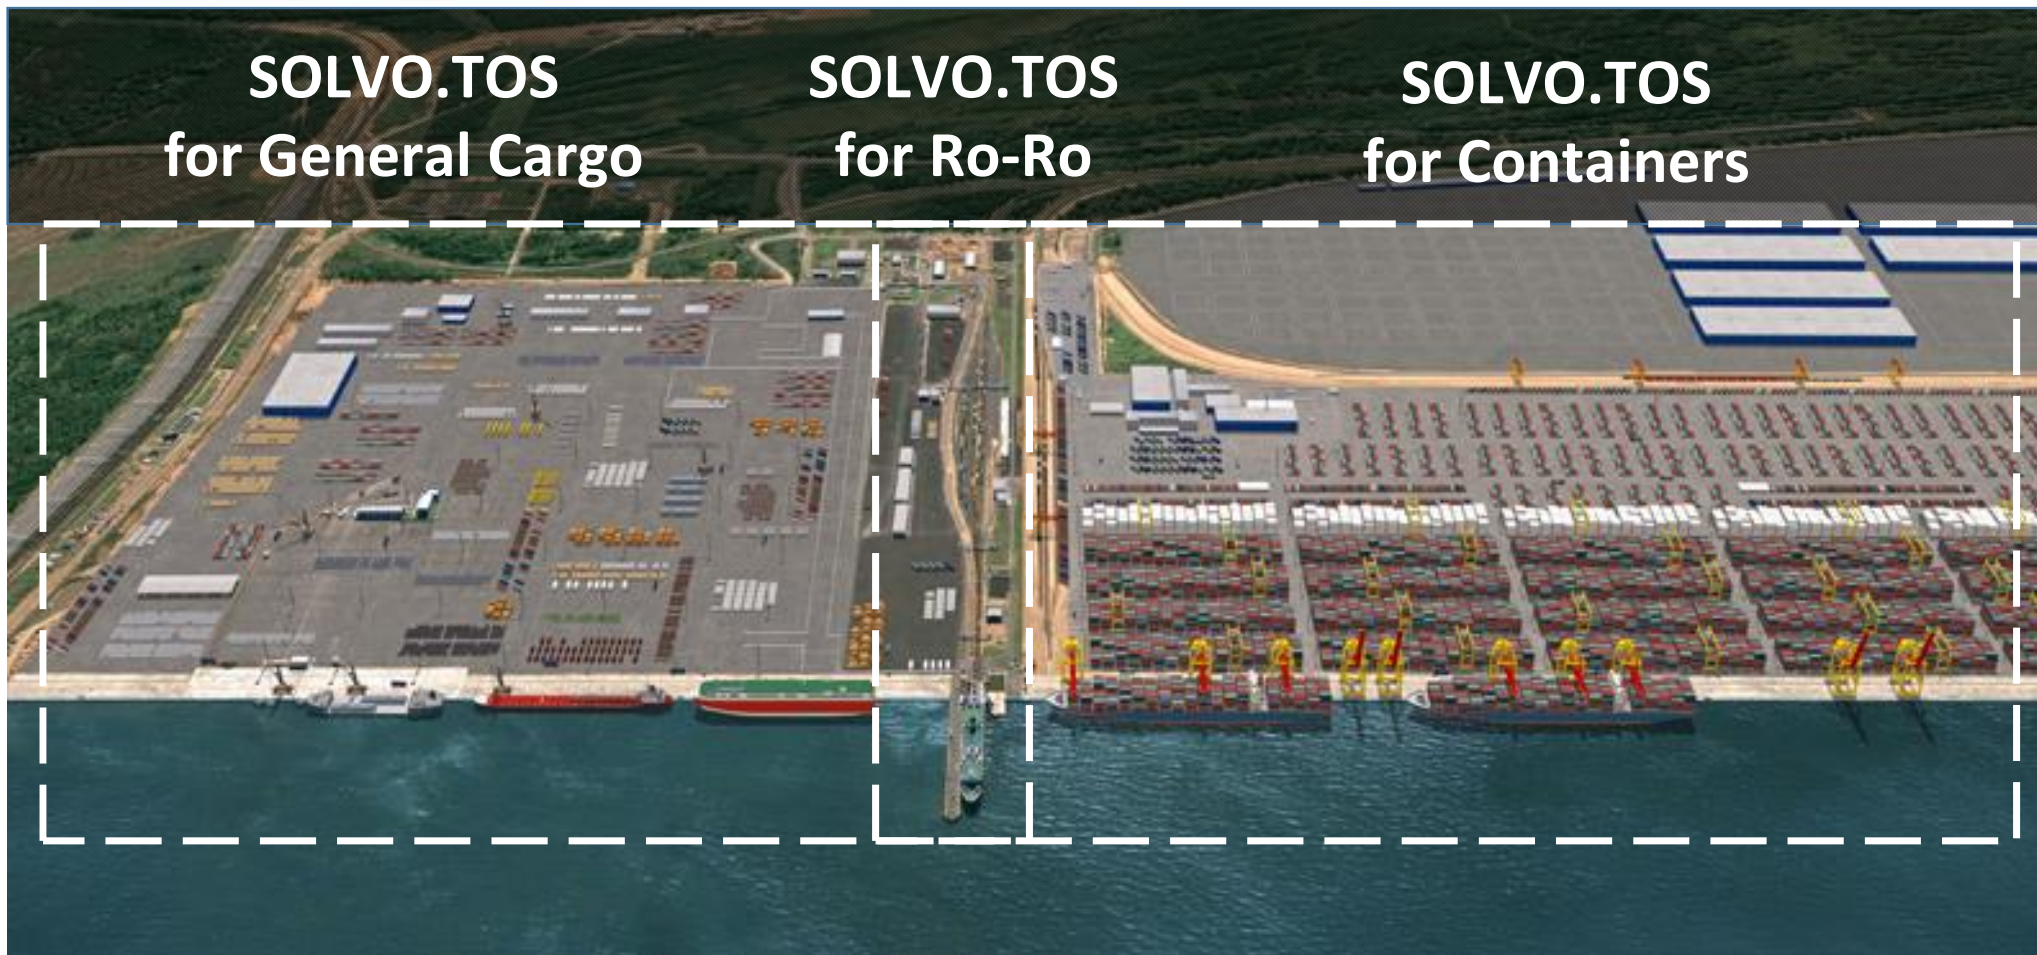 SOLVO.TOS
for General Cargo
SOLVO.TOS
for Ro-Ro
SOLVO.TOS
for Containers